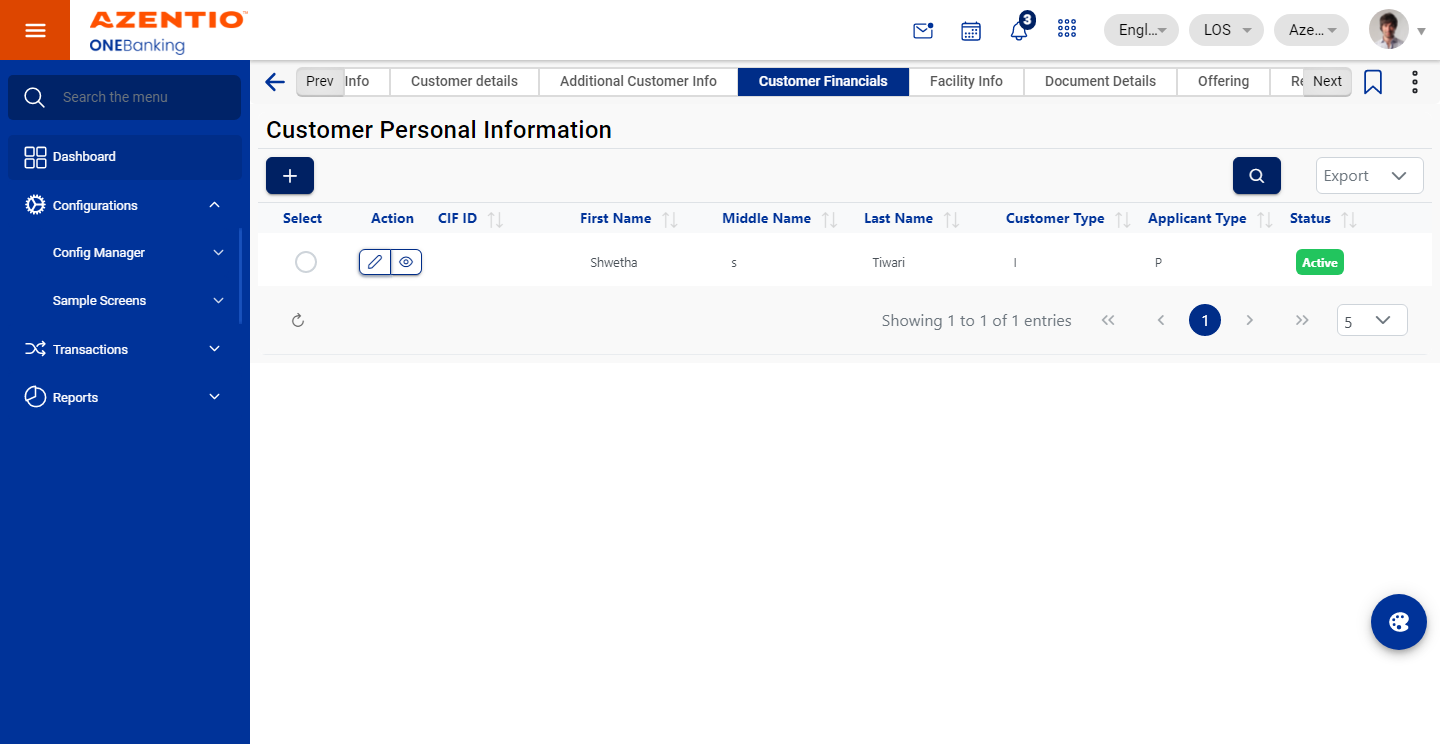 AZENTIO™
ONEBanking
3
Engl...
LOS
Aze...
Search the menu
Dashboard
Configurations
Config Manager
Sample Screens
Transactions
Reports
Prev
Info
Customer details
Additional Customer Info
Customer Financials
Facility Info
Document Details
Offering
Re
Next
Customer Personal Information
+
Export
Select Action CIF ID First Name Middle Name Last Name Customer Type Applicant Type Status
Shwetha s Tiwari I P Active
Showing 1 to 1 of 1 entries
1
5